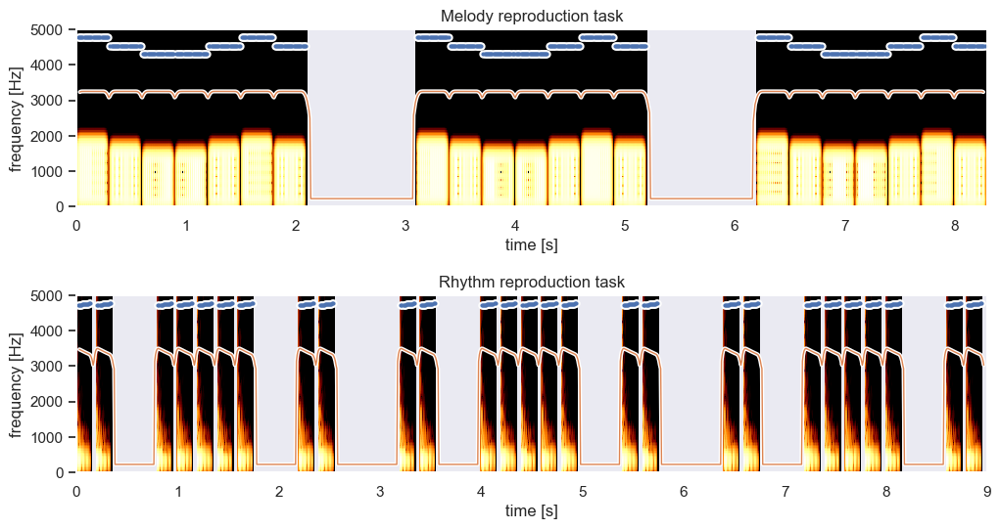 Melody reproduction task
5000
4000
3000
2000
1000
0
frequency [Hz]
0 1 2 3 4 5 6 7 8
time [s]
Rhythm reproduction task
5000
4000
3000
2000
1000
0
frequency [Hz]
0 1 2 3 4 5 6 7 8 9
time [s]